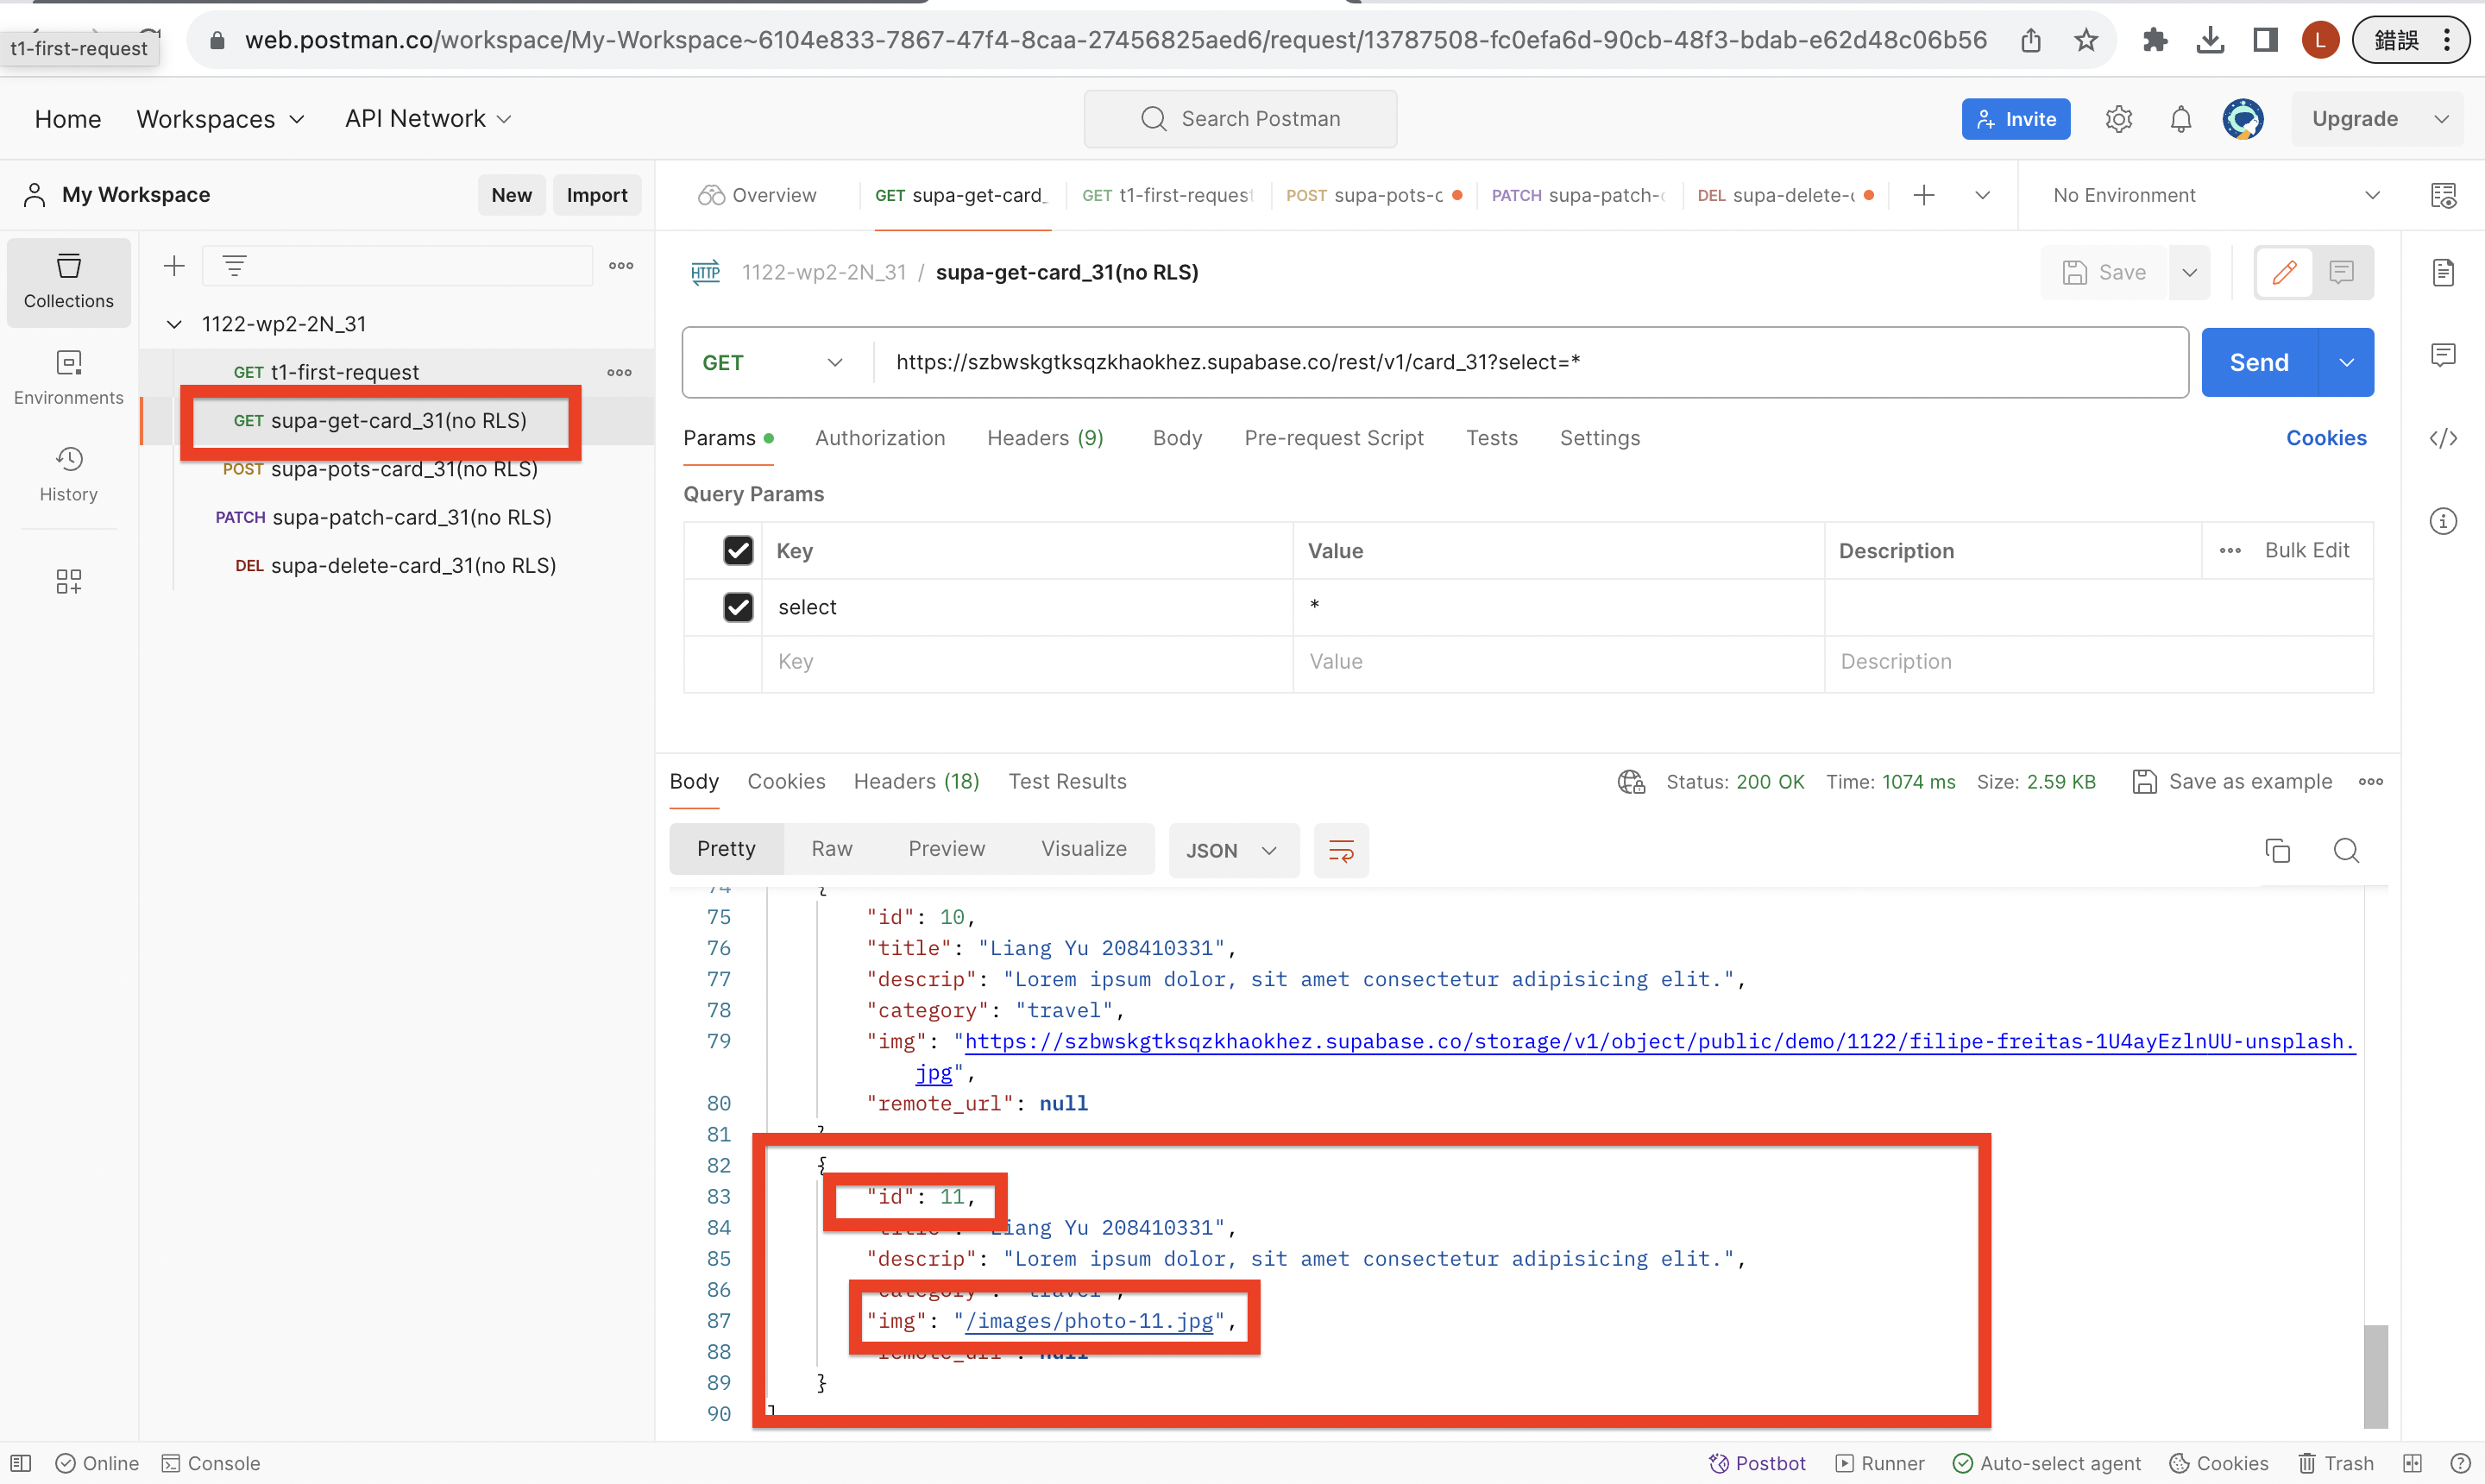 t1-first-request
web.postman.co/workspace/My-Workspace~6104e833-7867-47f4-8caa-27456825aed6/request/13787508-fc0efa6d-90cb-48f3-bdab-e62d48c06b56
L
錯誤
Home
Workspaces
API Network
Search Postman
Invite
Upgrade
My Workspace
New
Import
Overview
GET supa-get-card_
GET t1-first-request
POST supa-pots-c
PATCH supa-patch-c
DEL supa-delete-c
No Environment
Collections
Environments
History
1122-wp2-2N_31
GET t1-first-request
GET supa-get-card_31(no RLS)
POST supa-pots-card_31(no RLS)
PATCH supa-patch-card_31(no RLS)
DEL supa-delete-card_31(no RLS)
HTTP 1122-wp2-2N_31 / supa-get-card_31(no RLS)
Save
GET
https://szbwskgtksqzkhaokhez.supabase.co/rest/v1/card_31?select=*
Send
Params
Authorization
Headers (9)
Body
Pre-request Script
Tests
Settings
Cookies
Query Params
Key Value Description Bulk Edit
select *
Key Value Description
Body Cookies Headers (18) Test Results
Status: 200 OK Time: 1074 ms Size: 2.59 KB Save as example
Pretty Raw Preview Visualize JSON
74 {
75 "id": 10,
76 "title": "Liang Yu 208410331",
77 "descrip": "Lorem ipsum dolor, sit amet consectetur adipisicing elit.",
78 "category": "travel",
79 "img": "https://szbwskgtksqzkhaokhez.supabase.co/storage/v1/object/public/demo/1122/filipe-freitas-1U4ayEzlnUU-unsplash.
jpg",
80 "remote_url": null
81 },
82 {
83 "id": 11,
84 "title": "Liang Yu 208410331",
85 "descrip": "Lorem ipsum dolor, sit amet consectetur adipisicing elit.",
86 "category": "travel",
87 "img": "/images/photo-11.jpg",
88 "remote_url": null
89 }
90 ]
Online
Console
Postbot
Runner
Auto-select agent
Cookies
Trash